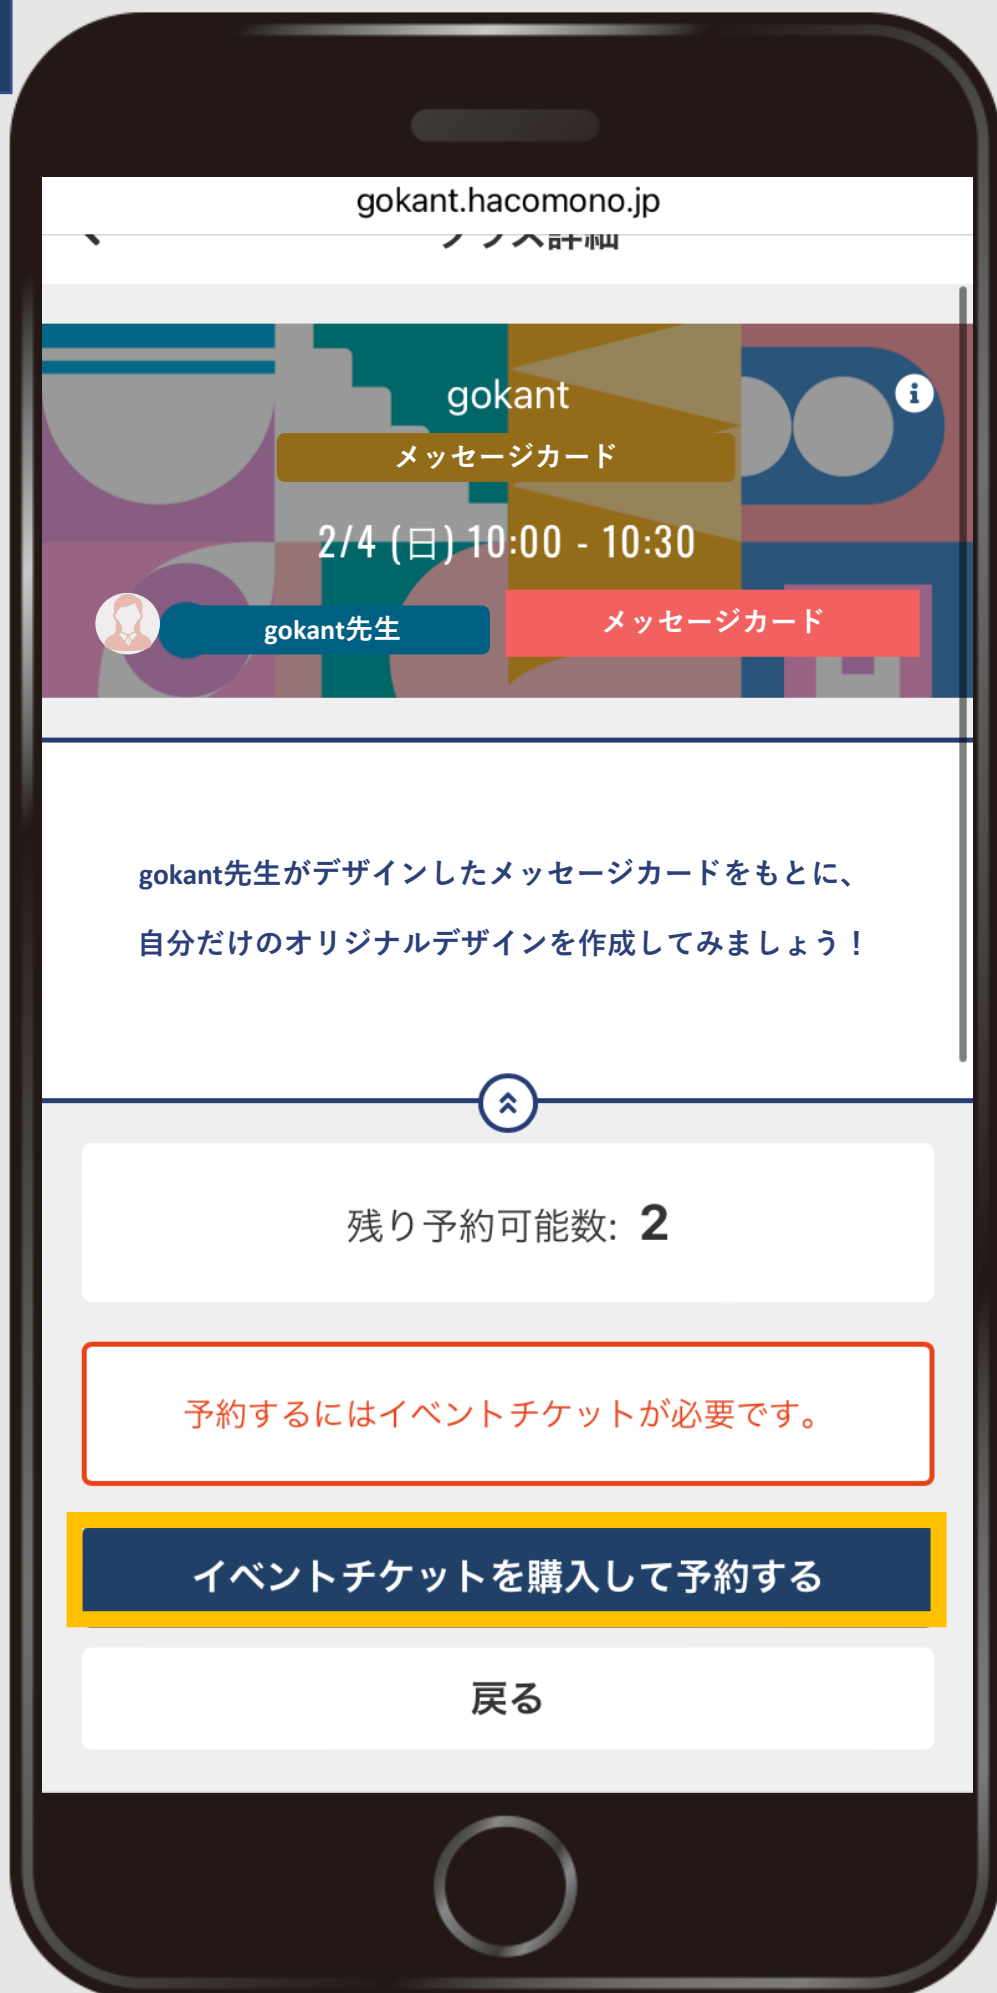 gokant.hacomono.jp
クラス詳細
gokant
メッセージカード
2/4 (日) 10:00 - 10:30
gokant先生
メッセージカード
gokant先生がデザインしたメッセージカードをもとに、
自分だけのオリジナルデザインを作成してみましょう！
残り予約可能数: 2
予約するにはイベントチケットが必要です。
イベントチケットを購入して予約する
戻る